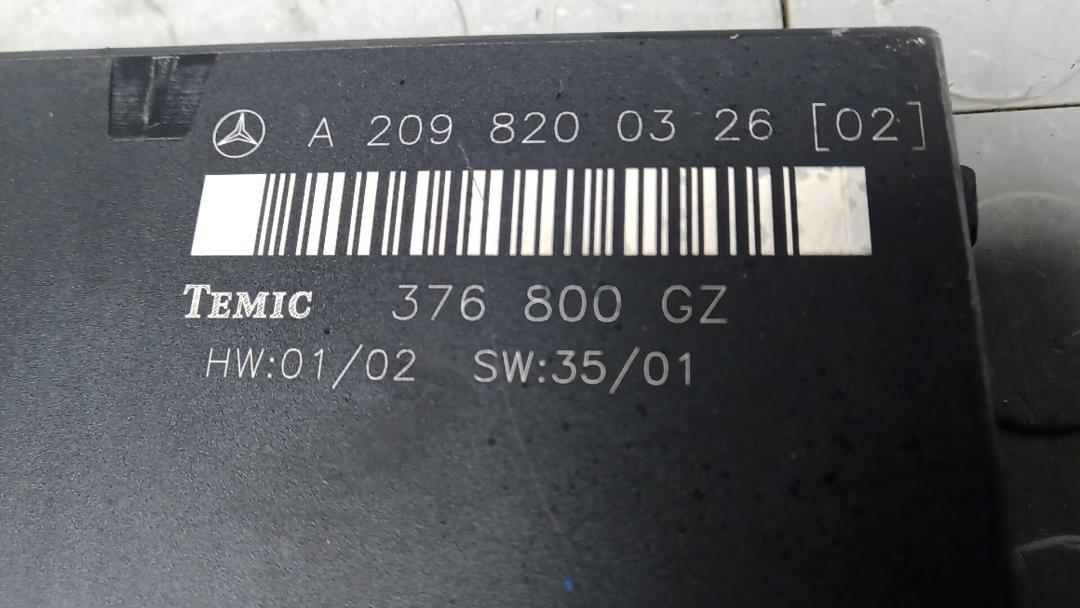 A 209 820 03 26 [02]
TEMIC 376 800 GZ
HW:01/02 SW:35/01